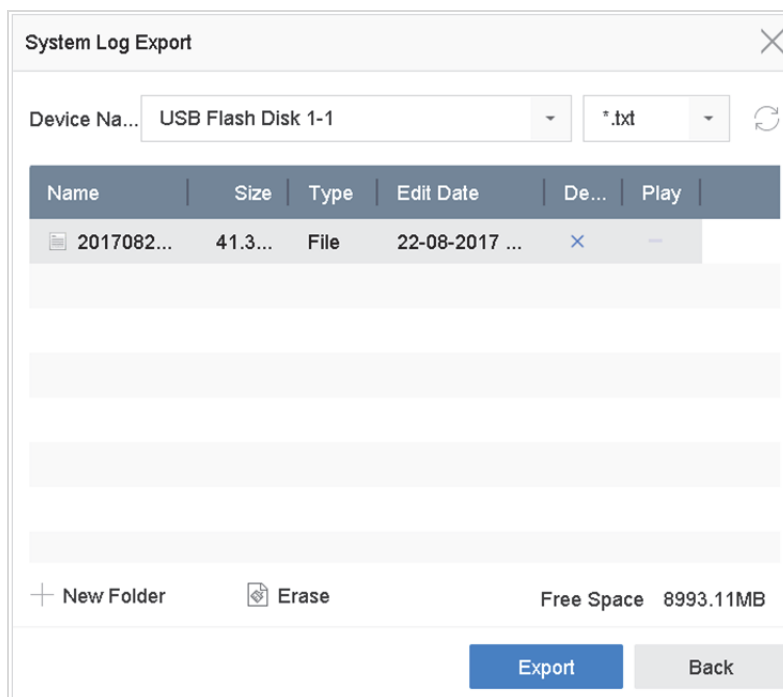 System Log Export
Device Na... USB Flash Disk 1-1 *.txt
Name Size Type Edit Date De... Play
2017082... 41.3... File 22-08-2017 ...
New Folder Erase Free Space 8993.11MB
Export Back